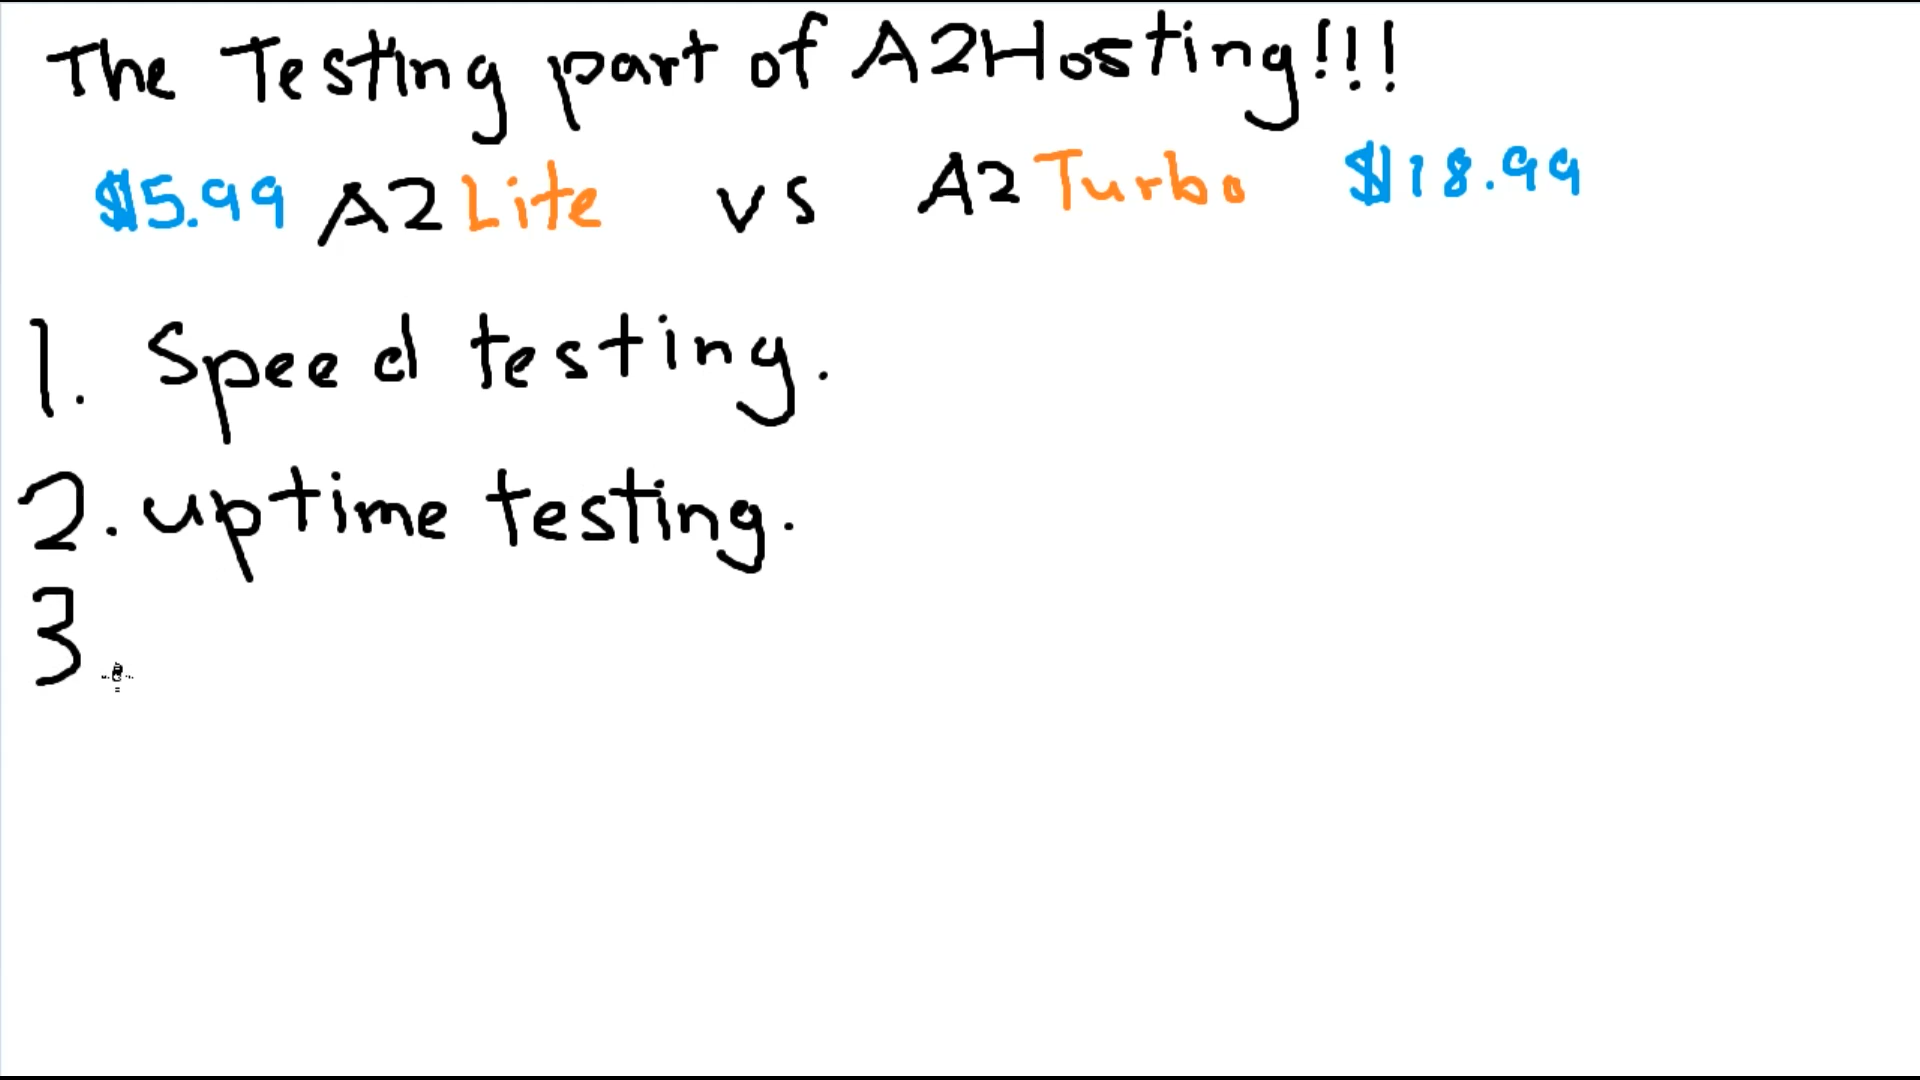 The Testing part of A2Hosting!!!
$5.99 A2 Lite vs A2 Turbo $18.99
1. Speed testing.
2. uptime testing.
3.